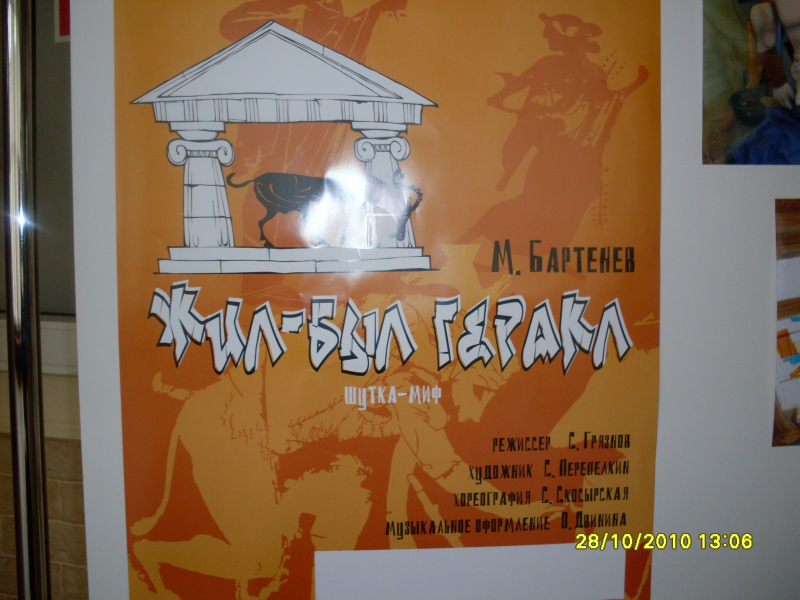 М. Бартенев
Жил-был Геракл
шутка-миф
режиссер С. Грязнов
художник С. Перепелкин
хореография С. Скосырская
музыкальное оформление О. Двинина
28/10/2010 13:06